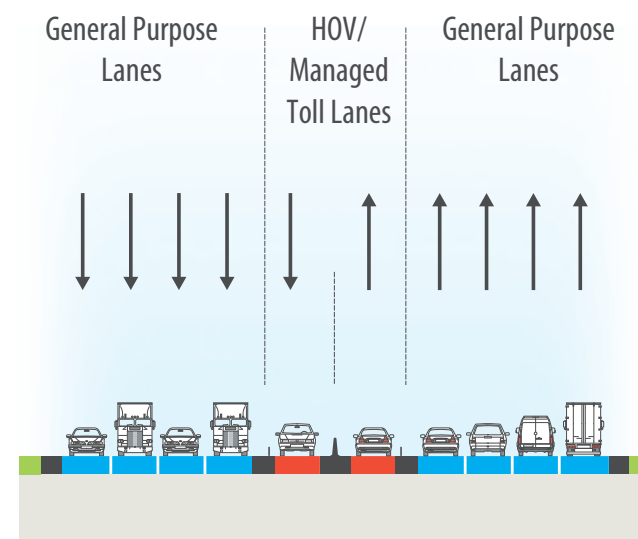 General Purpose
Lanes
HOV/
Managed
Toll Lanes
General Purpose
Lanes